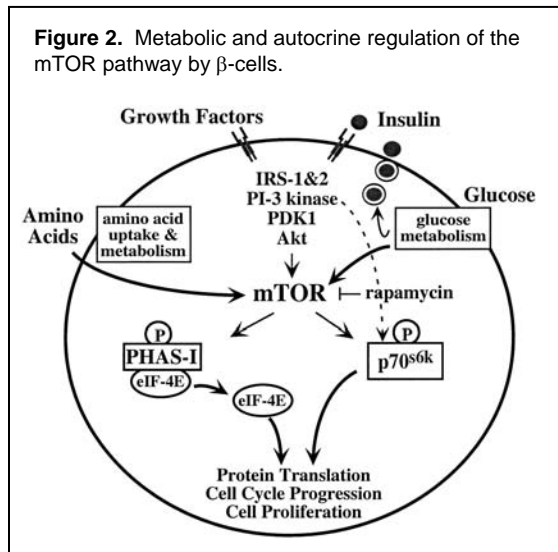 Figure 2. Metabolic and autocrine regulation of the
mTOR pathway by β-cells.
Growth Factors
Insulin
IRS-1&2
PI-3 kinase
PDK1
Akt
Glucose
glucose
metabolism
Amino
Acids
amino acid
uptake &
metabolism
mTOR
rapamycin
P
PHAS-I
eIF-4E
eIF-4E
P
p70s6k
Protein Translation
Cell Cycle Progression
Cell Proliferation